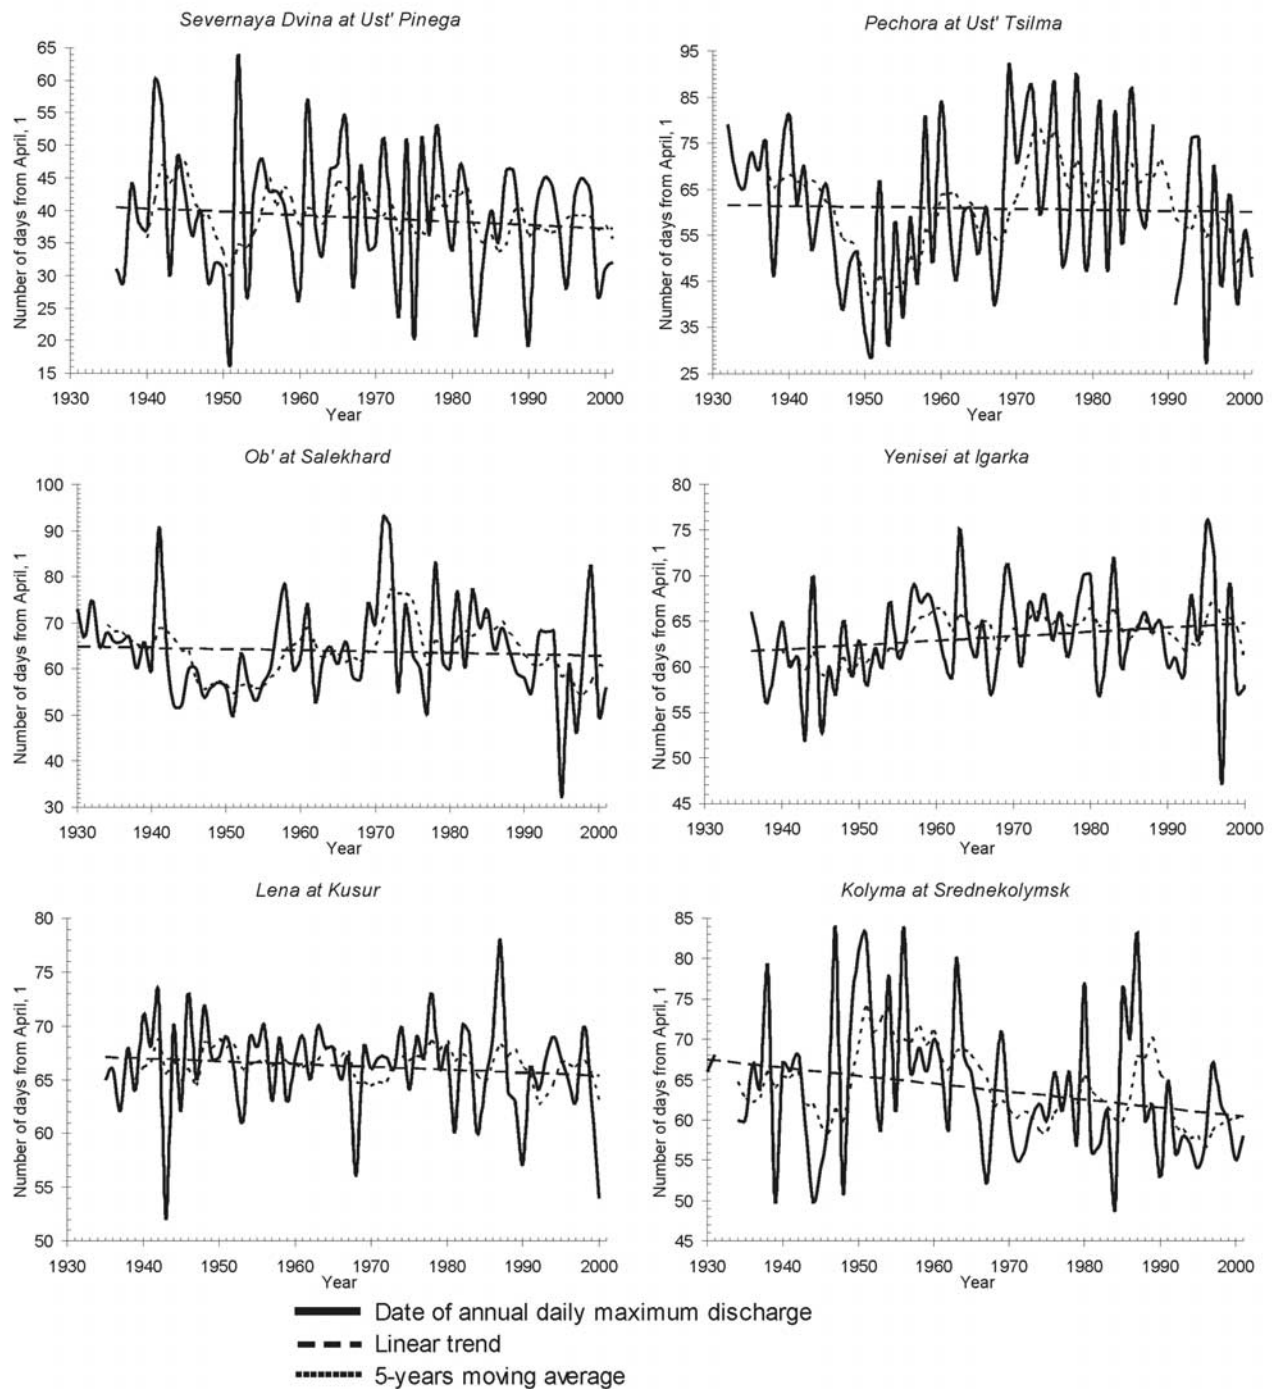 Severnaya Dvina at Ust' Pinega
Number of days from April, 1
65
60
55
50
45
40
35
30
25
20
15
1930 1940 1950 1960 1970 1980 1990 2000
Year
Pechora at Ust' Tsilma
Number of days from April, 1
95
85
75
65
55
45
35
25
1930 1940 1950 1960 1970 1980 1990 2000
Year
Ob' at Salekhard
Number of days from April, 1
100
90
80
70
60
50
40
30
1930 1940 1950 1960 1970 1980 1990 2000
Year
Yenisei at Igarka
Number of days from April, 1
80
75
70
65
60
55
50
45
1930 1940 1950 1960 1970 1980 1990 2000
Year
Lena at Kusur
Number of days from April, 1
80
75
70
65
60
55
50
1930 1940 1950 1960 1970 1980 1990 2000
Year
Kolyma at Srednekolymsk
Number of days from April, 1
85
80
75
70
65
60
55
50
45
1930 1940 1950 1960 1970 1980 1990 2000
Year
Date of annual daily maximum discharge
Linear trend
5-years moving average